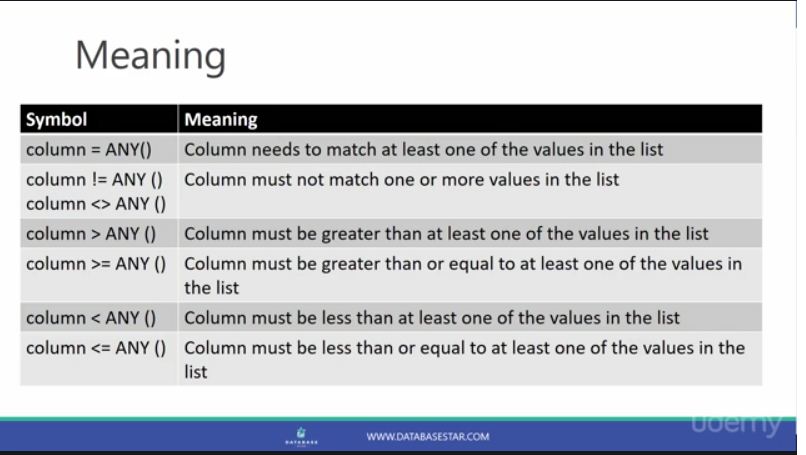 Meaning
Symbol Meaning
column = ANY() Column needs to match at least one of the values in the list
column != ANY () Column must not match one or more values in the list
column <> ANY ()
column > ANY () Column must be greater than at least one of the values in the list
column >= ANY () Column must be greater than or equal to at least one of the values in
the list
column < ANY () Column must be less than at least one of the values in the list
column <= ANY () Column must be less than or equal to at least one of the values in the
list
DATABASE
WWW.DATABASESTAR.COM
udemy